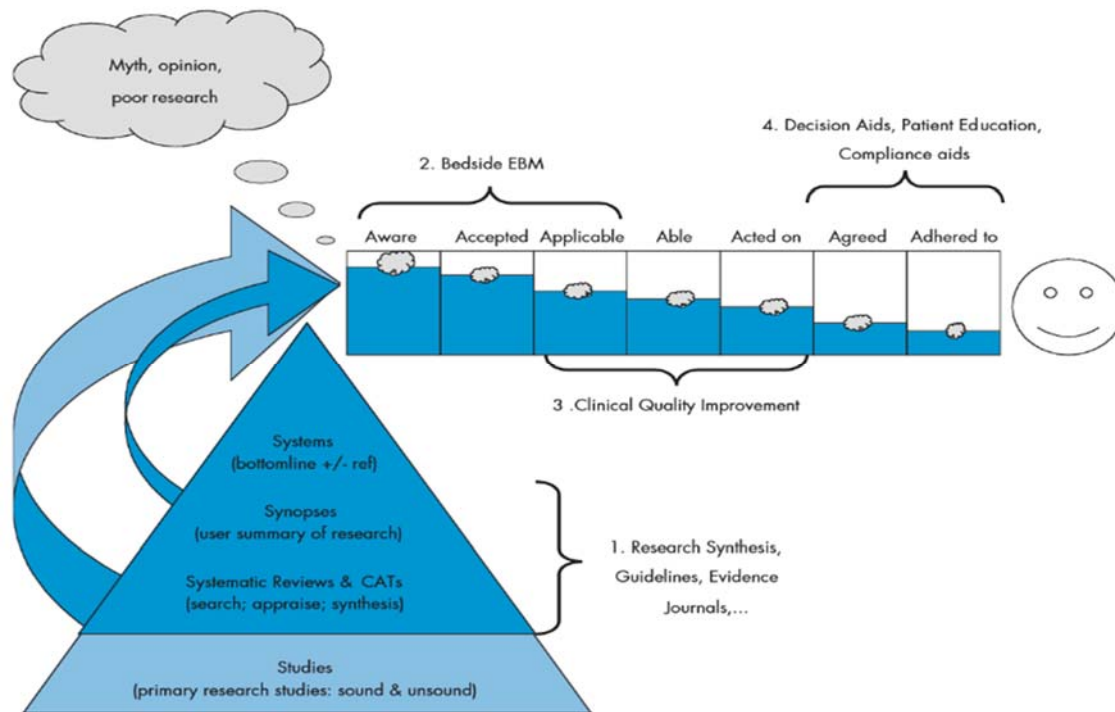 Myth, opinion,
poor research
4. Decision Aids, Patient Education,
Compliance aids
2. Bedside EBM
Aware Accepted Applicable Able Acted on Agreed Adhered to
3 .Clinical Quality Improvement
Systems
(bottomline +/- ref)
Synopses
(user summary of research)
Systematic Reviews & CATs
(search; appraise; synthesis)
1. Research Synthesis,
Guidelines, Evidence
Journals,...
Studies
(primary research studies: sound & unsound)